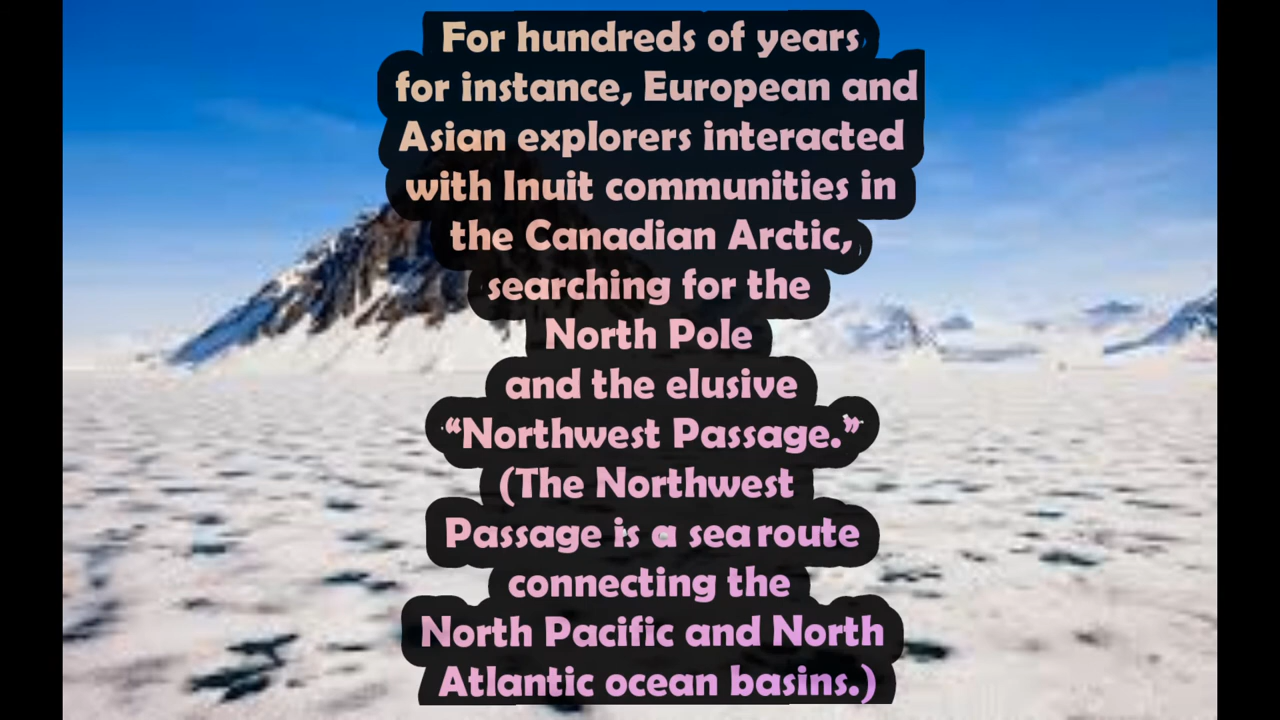 For hundreds of years
for instance, European and
Asian explorers interacted
with Inuit communities in
the Canadian Arctic,
searching for the
North Pole
and the elusive
“Northwest Passage.”
(The Northwest
Passage is a sea route
connecting the
North Pacific and North
Atlantic ocean basins.)